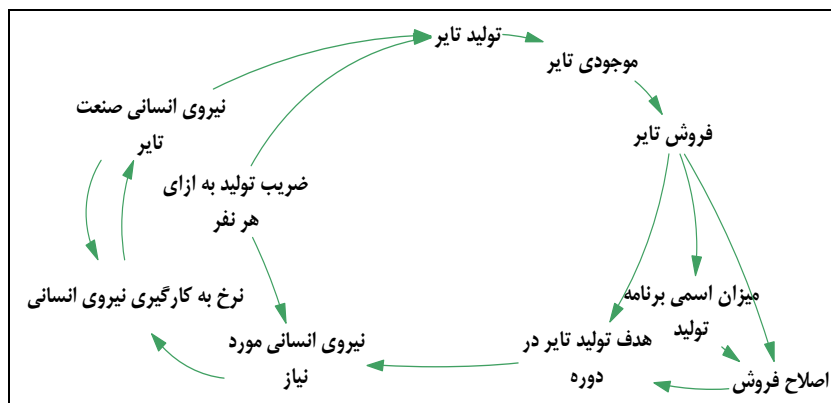 تولید تایر
موجودی تایر
نیروی انسانی صنعت
تایر
فروش تایر
ضریب تولید به ازای
هر نفر
میزان اسمی برنامه
تولید
نرخ به کارگیری نیروی انسانی
هدف تولید تایر در
دوره
نیروی انسانی مورد
نیاز
اصلاح فروش